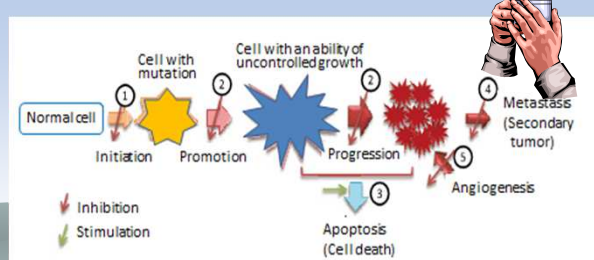 Cell with
mutation
Cell with an ability of
uncontrolled growth
1
2
2
4
Normal cell
Metastasis
(Secondary
tumor)
Initiation
Promotion
Progression
5
Angiogenesis
3
Inhibition
Stimulation
Apoptosis
(Cell death)